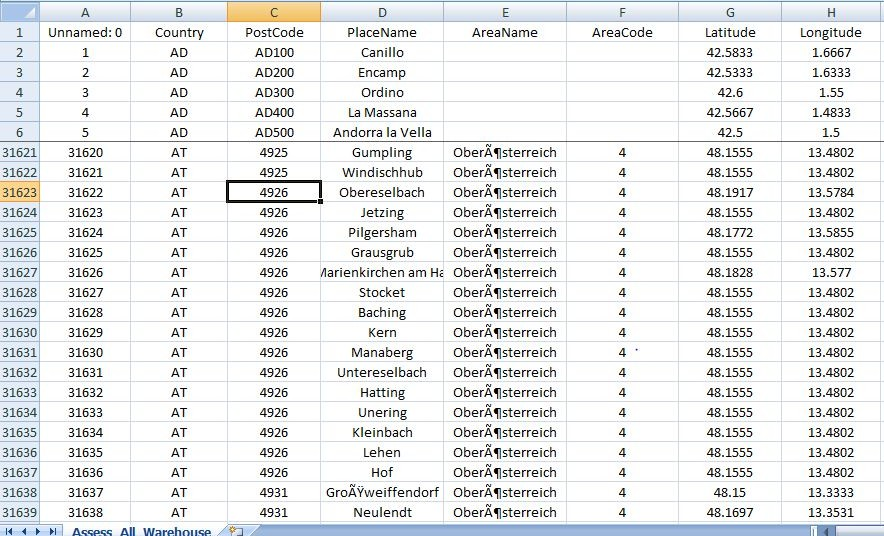 A B C D E F G H
1 Unnamed: 0 Country PostCode PlaceName AreaName AreaCode Latitude Longitude
2 1 AD AD100 Canillo 42.5833 1.6667
3 2 AD AD200 Encamp 42.5333 1.6333
4 3 AD AD300 Ordino 42.6 1.55
5 4 AD AD400 La Massana 42.5667 1.4833
6 5 AD AD500 Andorra la Vella 42.5 1.5
31621 31620 AT 4925 Gumpling OberÃ¶sterreich 4 48.1555 13.4802
31622 31621 AT 4925 Windischhub OberÃ¶sterreich 4 48.1555 13.4802
31623 31622 AT 4926 Obereselbach OberÃ¶sterreich 4 48.1917 13.5784
31624 31623 AT 4926 Jetzing OberÃ¶sterreich 4 48.1555 13.4802
31625 31624 AT 4926 Pilgersham OberÃ¶sterreich 4 48.1772 13.5855
31626 31625 AT 4926 Grausgrub OberÃ¶sterreich 4 48.1555 13.4802
31627 31626 AT 4926 Marienkirchen am Ha OberÃ¶sterreich 4 48.1828 13.577
31628 31627 AT 4926 Stocket OberÃ¶sterreich 4 48.1555 13.4802
31629 31628 AT 4926 Baching OberÃ¶sterreich 4 48.1555 13.4802
31630 31629 AT 4926 Kern OberÃ¶sterreich 4 48.1555 13.4802
31631 31630 AT 4926 Manaberg OberÃ¶sterreich 4 48.1555 13.4802
31632 31631 AT 4926 Untereselbach OberÃ¶sterreich 4 48.1555 13.4802
31633 31632 AT 4926 Hatting OberÃ¶sterreich 4 48.1555 13.4802
31634 31633 AT 4926 Unering OberÃ¶sterreich 4 48.1555 13.4802
31635 31634 AT 4926 Kleinbach OberÃ¶sterreich 4 48.1555 13.4802
31636 31635 AT 4926 Lehen OberÃ¶sterreich 4 48.1555 13.4802
31637 31636 AT 4926 Hof OberÃ¶sterreich 4 48.1555 13.4802
31638 31637 AT 4931 GroÃŸweiffendorf OberÃ¶sterreich 4 48.15 13.3333
31639 31638 AT 4931 Neulendt OberÃ¶sterreich 4 48.1697 13.3531
Assess_All_Warehouse